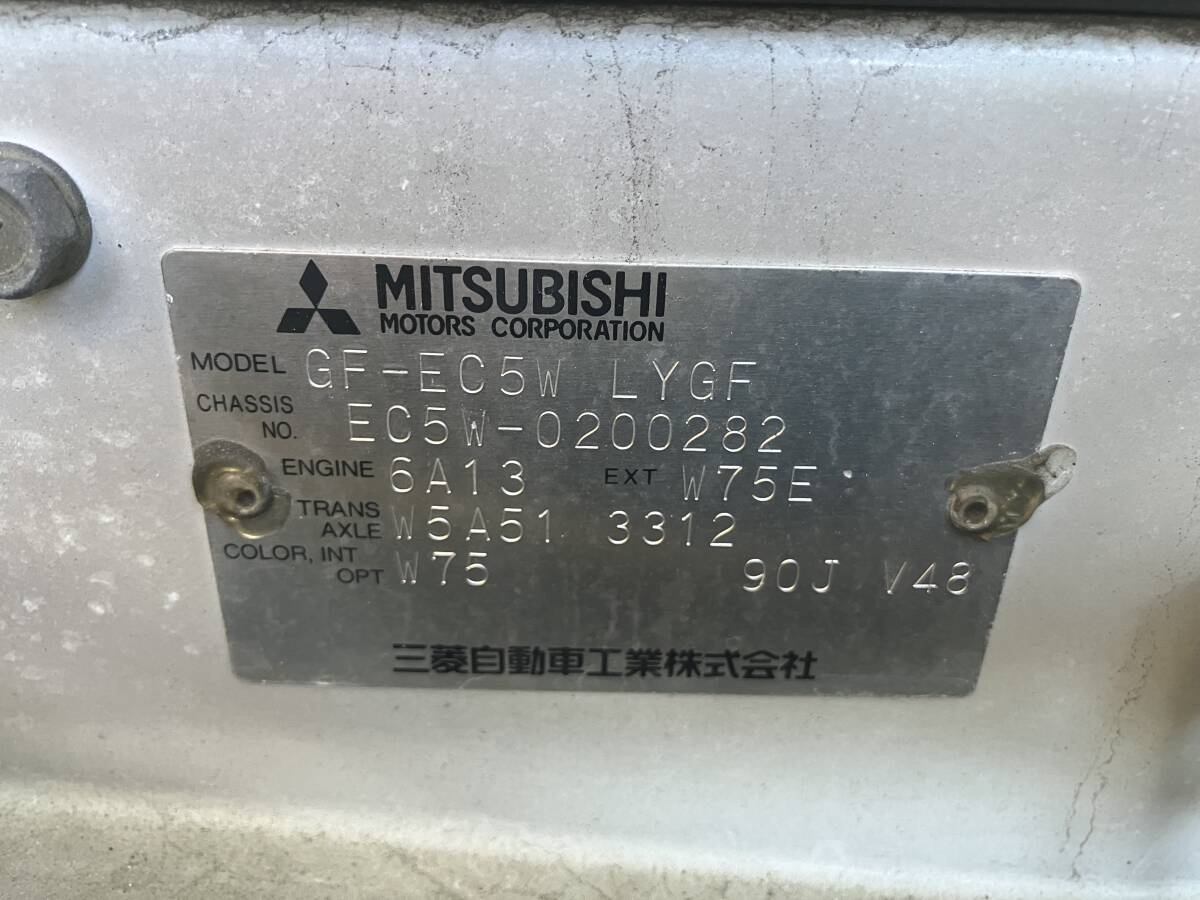 MITSUBISHI
MOTORS CORPORATION
MODEL GF-EC5W LYGF
CHASSIS NO. EC5W-0200282
ENGINE 6A13 EXT W75E
TRANS AXLE W5A51 3312
COLOR, INT OPT W75 90J V48
三菱自動車工業株式会社